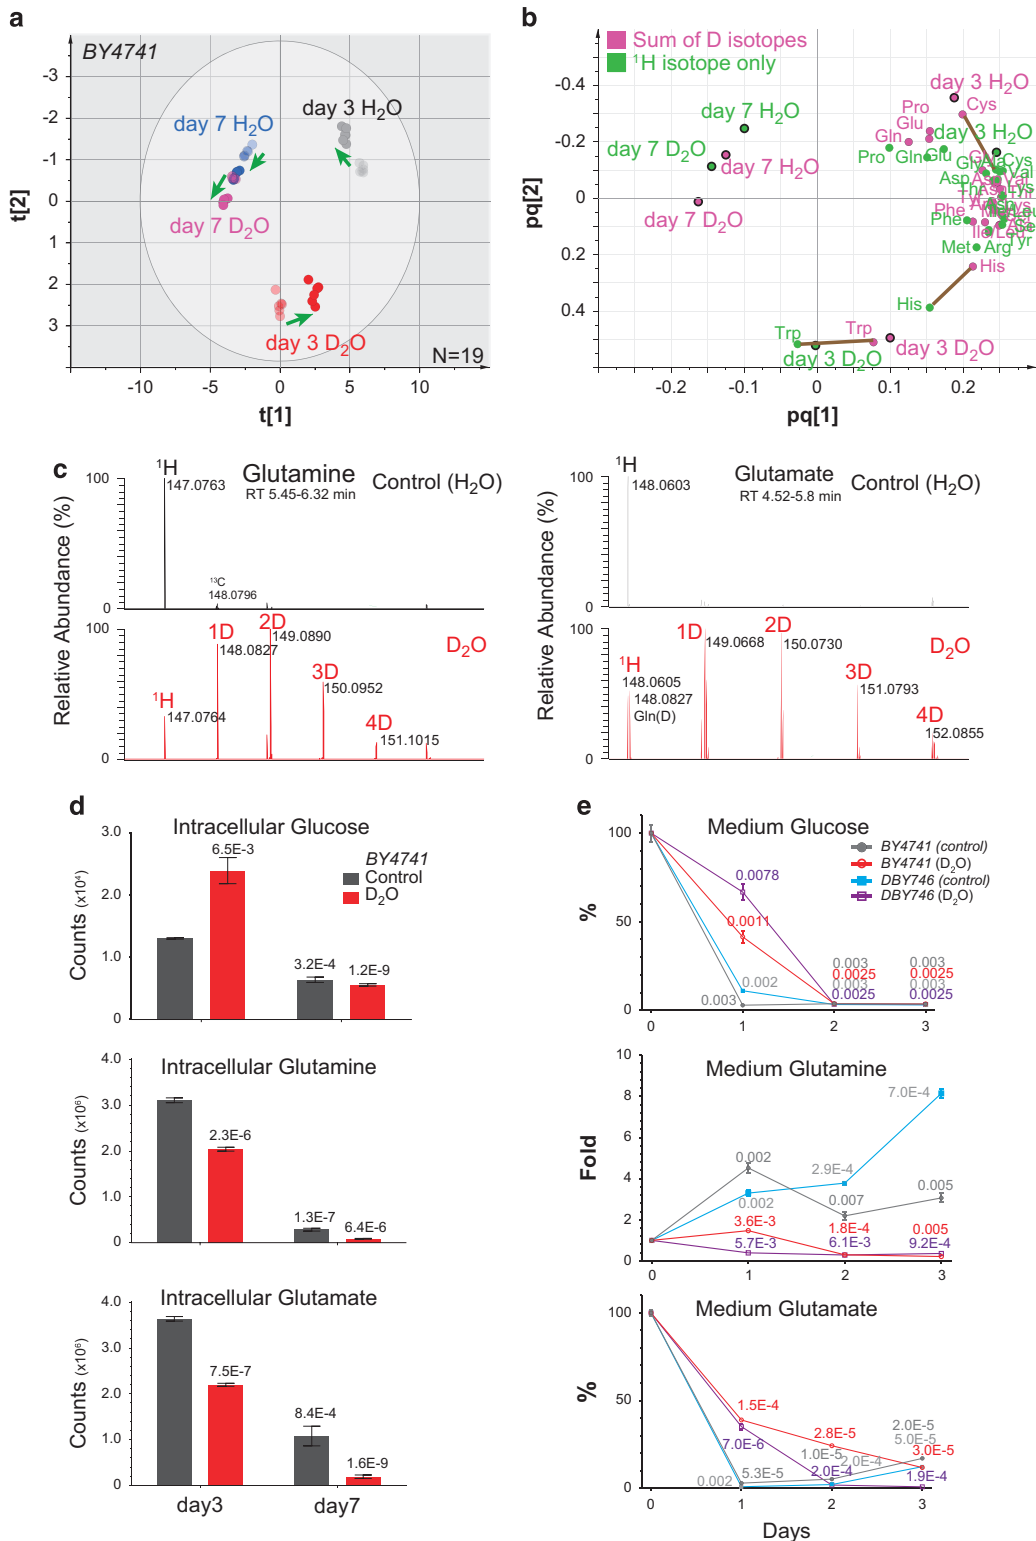 a
BY4741
day 3 H2O
day 7 H2O
day 7 D2O
day 3 D2O
N=19
-3
-2
-1
0
1
2
3
t[2]
-10
-5
0
5
10
t[1]
b
Sum of D isotopes
1H isotope only
day 3 H2O
Pro
Cys
Glu
day 7 H2O
Gln
day 3 H2O
day 7 D2O
Pro
Gln
Glu
Cys
day 7 H2O
day 7 D2O
Phe
Phe
Ile/Leu
Met
Arg
Tyr
His
His
Trp
Trp
day 3 D2O
day 3 D2O
-0.4
-0.2
0
0.2
0.4
pq[2]
-0.2
-0.1
0
0.1
0.2
pq[1]
c
Relative Abundance (%)
100
0
1H
147.0763
Glutamine
RT 5.45-6.32 min
Control (H2O)
13C
148.0796
100
0
1H
147.0764
1D
148.0827
2D
149.0890
3D
150.0952
4D
151.1015
D2O
Relative Abundance (%)
100
0
1H
148.0603
Glutamate
RT 4.52-5.8 min
Control (H2O)
100
0
1H
148.0605
148.0827
Gln(D)
1D
149.0668
2D
150.0730
3D
151.0793
4D
152.0855
D2O
d
Intracellular Glucose
BY4741
Control
D2O
Counts (x10⁴)
3.0
2.0
1.0
0
6.5E-3
3.2E-4
1.2E-9
Intracellular Glutamine
Counts (x10⁶)
4.0
3.0
2.0
1.0
0
2.3E-6
1.3E-7
6.4E-6
Intracellular Glutamate
Counts (x10⁶)
4.0
3.0
2.0
1.0
0
7.5E-7
8.4E-4
1.6E-9
day3
day7
e
Medium Glucose
BY4741 (control)
BY4741 (D2O)
DBY746 (control)
DBY746 (D2O)
%
100
50
0
0.0078
0.0011
0.002
0.003
0.003
0.0025
0.003
0.0025
0.003
0.0025
0.003
0.0025
0
1
2
3
Medium Glutamine
Fold
10
8
6
4
2
0
7.0E-4
0.002
2.9E-4
0.002
0.007
0.005
3.6E-3
1.8E-4
0.005
5.7E-3
6.1E-3
9.2E-4
0
1
2
3
Medium Glutamate
%
100
50
0
1.5E-4
2.8E-5
2.0E-5
5.0E-5
7.0E-6
1.0E-5
2.0E-4
3.0E-5
0.002
5.3E-5
2.0E-4
1.9E-4
0
1
2
3
Days